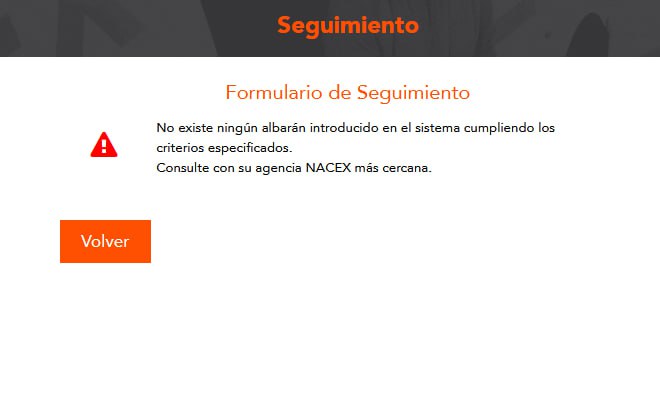 Seguimiento
Formulario de Seguimiento
No existe ningún albarán introducido en el sistema cumpliendo los
criterios especificados.
Consulte con su agencia NACEX más cercana.
Volver